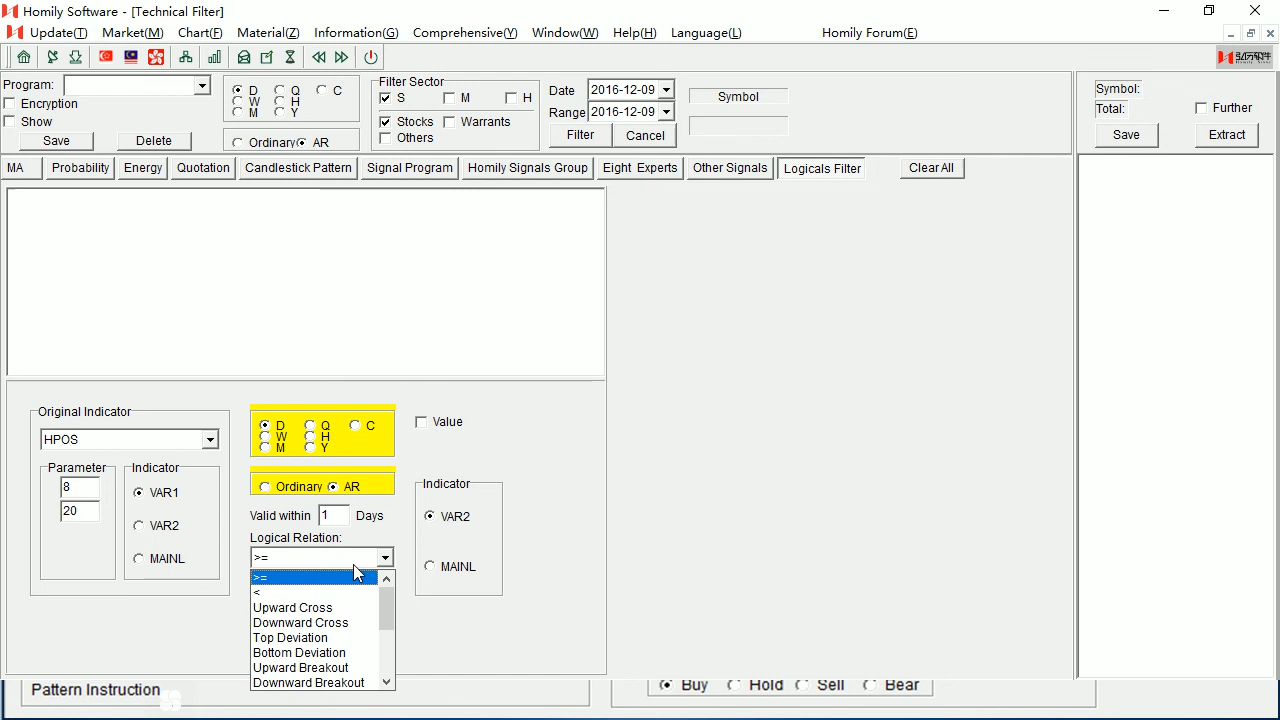 Homily Software - [Technical Filter]
Update(T) Market(M) Chart(F) Material(Z) Information(G) Comprehensive(Y) Window(W) Help(H) Language(L) Homily Forum(E)
Program:
Encryption
Show
Save Delete
D Q C
W H
M Y
Ordinary AR
Filter Sector
S M H
Stocks Warrants
Others
Date 2016-12-09
Range 2016-12-09
Filter Cancel
Symbol
Symbol:
Total: Further
Save Extract
MA Probability Energy Quotation Candlestick Pattern Signal Program Homily Signals Group Eight Experts Other Signals Logicals Filter Clear All
Original Indicator
HPOS
Parameter
8
20
Indicator
VAR1
VAR2
MAINL
D Q C
W H
M Y
Ordinary AR
Valid within 1 Days
Logical Relation:
>=
>=
<
Upward Cross
Downward Cross
Top Deviation
Bottom Deviation
Upward Breakout
Downward Breakout
Value
Indicator
VAR2
MAINL
Pattern Instruction
Buy Hold Sell Bear